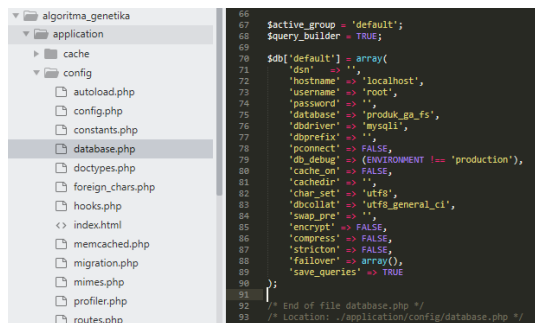 algoritma_genetika
application
cache
config
autoload.php
config.php
constants.php
database.php
doctypes.php
foreign_chars.php
hooks.php
<> index.html
memcached.php
migration.php
mimes.php
profiler.php
routes.php
66
67 $active_group = 'default';
68 $query_builder = TRUE;
69
70 $db['default'] = array(
71 'dsn' => '',
72 'hostname' => 'localhost',
73 'username' => 'root',
74 'password' => '',
75 'database' => 'produk_ga_fs',
76 'dbdriver' => 'mysqli',
77 'dbprefix' => '',
78 'pconnect' => FALSE,
79 'db_debug' => (ENVIRONMENT !== 'production'),
80 'cache_on' => FALSE,
81 'cachedir' => '',
82 'char_set' => 'utf8',
83 'dbcollat' => 'utf8_general_ci',
84 'swap_pre' => '',
85 'encrypt' => FALSE,
86 'compress' => FALSE,
87 'stricton' => FALSE,
88 'failover' => array(),
89 'save_queries' => TRUE
90 );
91
92 /* End of file database.php */
93 /* Location: ./application/config/database.php */